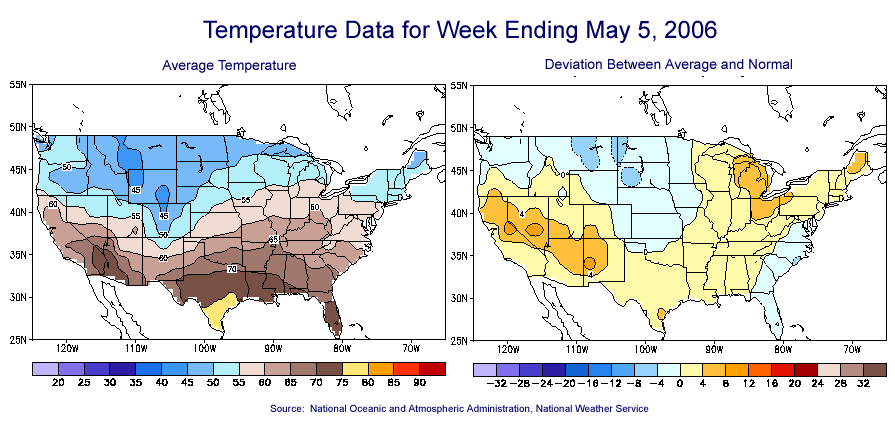 Temperature Data for Week Ending May 5, 2006
Average Temperature
Deviation Between Average and Normal
55N
50N
45N
40N
35N
30N
25N
50
45
45
50
55
55
60
60
60
65
70
120W 110W 100W 90W 80W 70W
20 25 30 35 40 45 50 55 60 65 70 75 80 85 90
55N
50N
45N
40N
35N
30N
25N
0
4
0
4
120W 110W 100W 90W 80W 70W
-32 -28 -24 -20 -16 -12 -8 -4 0 4 8 12 16 20 24 28 32
Source: National Oceanic and Atmospheric Administration, National Weather Service